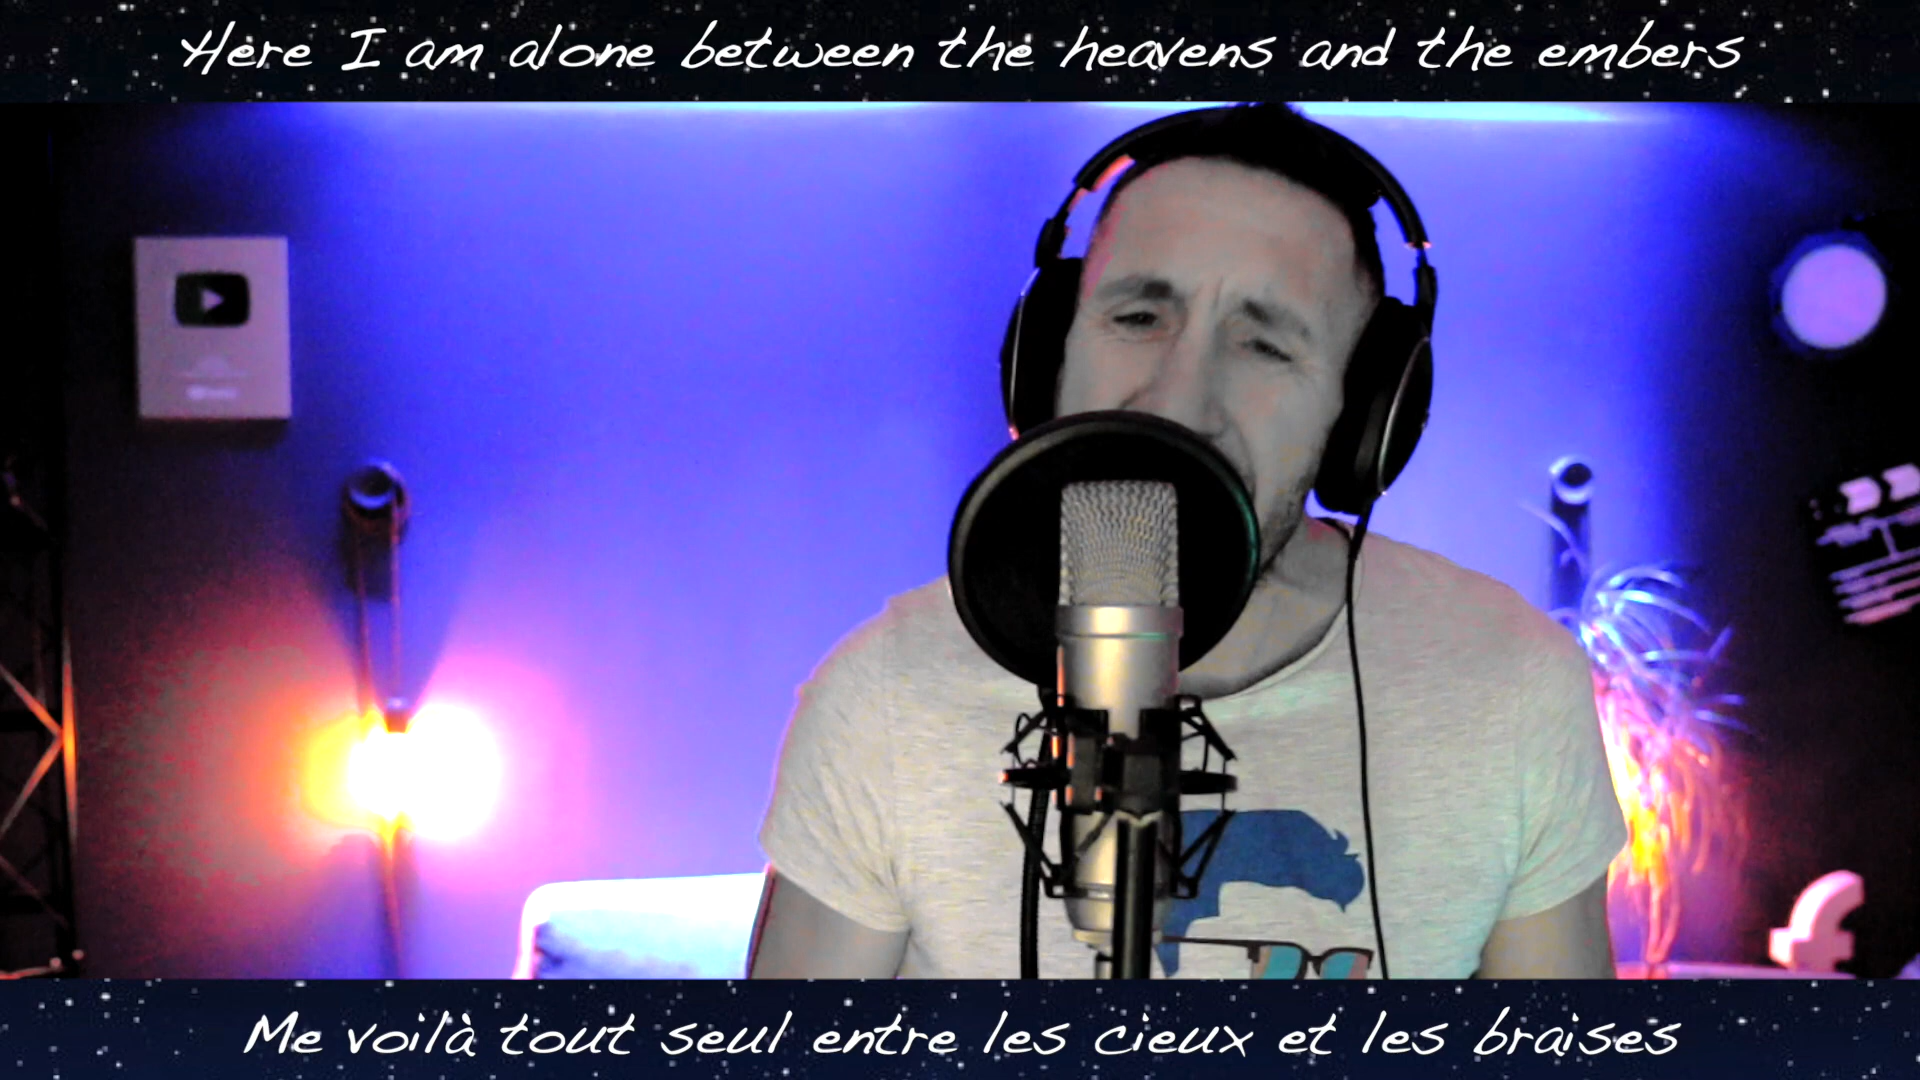 Here I am alone between the heavens and the embers
Me voilà tout seul entre les cieux et les braises